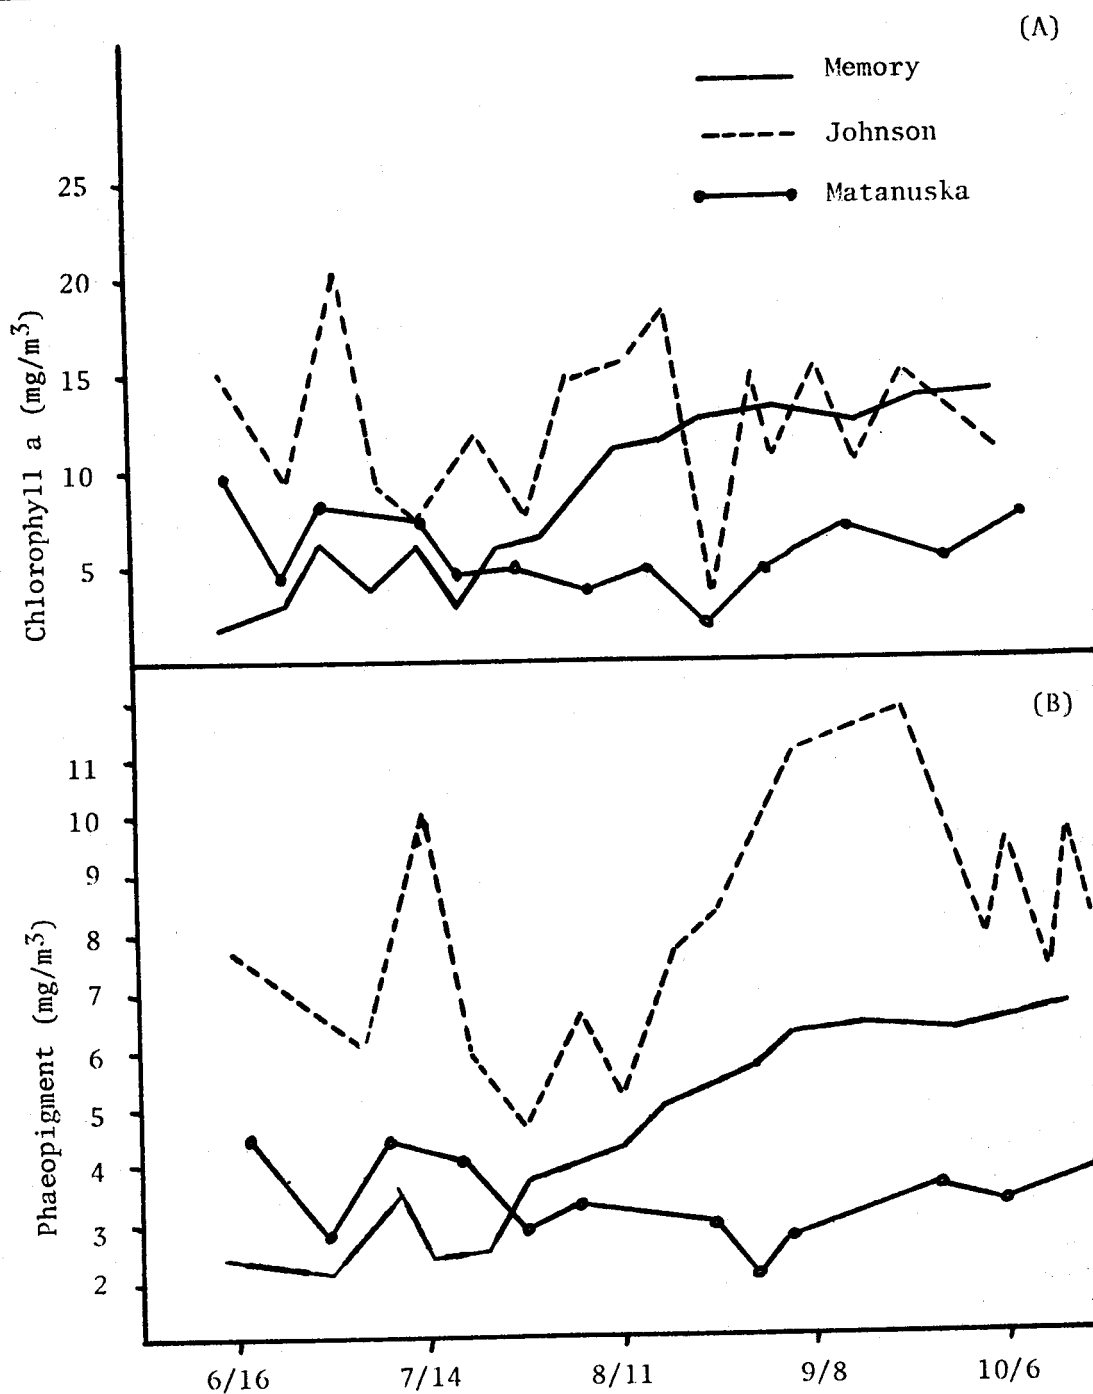 (A)
Memory
Johnson
Matanuska
25
20
15
10
5
Chlorophyll a (mg/m³)
(B)
11
10
9
8
7
6
5
4
3
2
Phaeopigment (mg/m³)
6/16 7/14 8/11 9/8 10/6